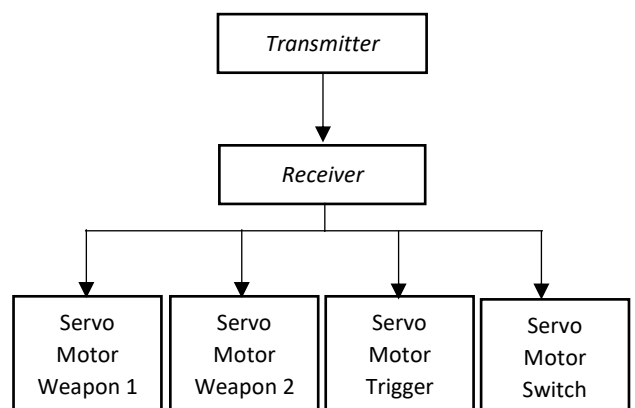 Transmitter
Receiver
Servo
Motor
Weapon 1
Servo
Motor
Weapon 2
Servo
Motor
Trigger
Servo
Motor
Switch